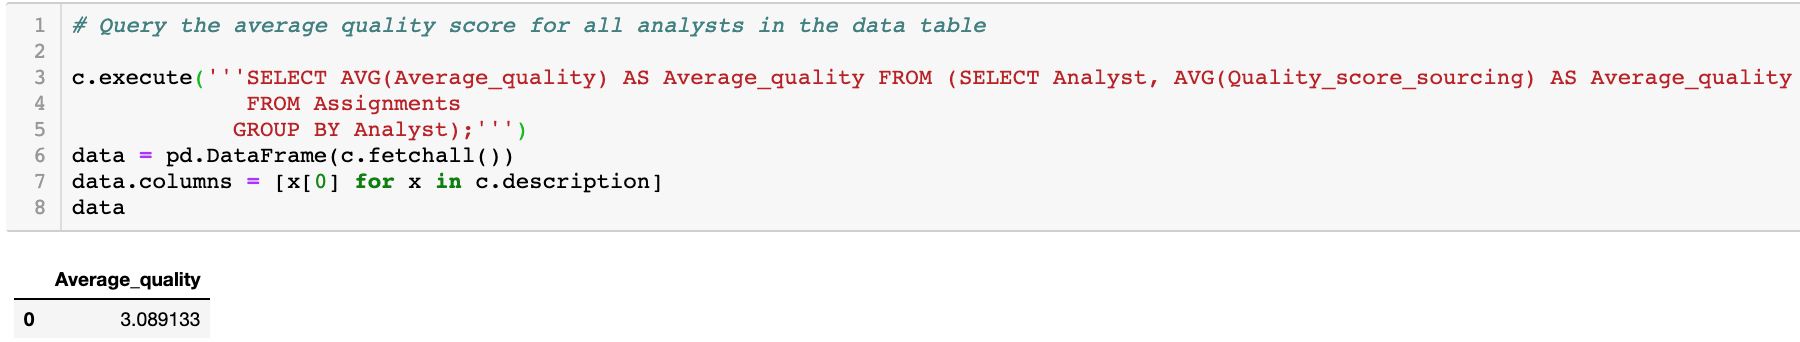 1 # Query the average quality score for all analysts in the data table
2
3 c.execute('''SELECT AVG(Average_quality) AS Average_quality FROM (SELECT Analyst, AVG(Quality_score_sourcing) AS Average_quality
4 FROM Assignments
5 GROUP BY Analyst);''')
6 data = pd.DataFrame(c.fetchall())
7 data.columns = [x[0] for x in c.description]
8 data
Average_quality
0 3.089133